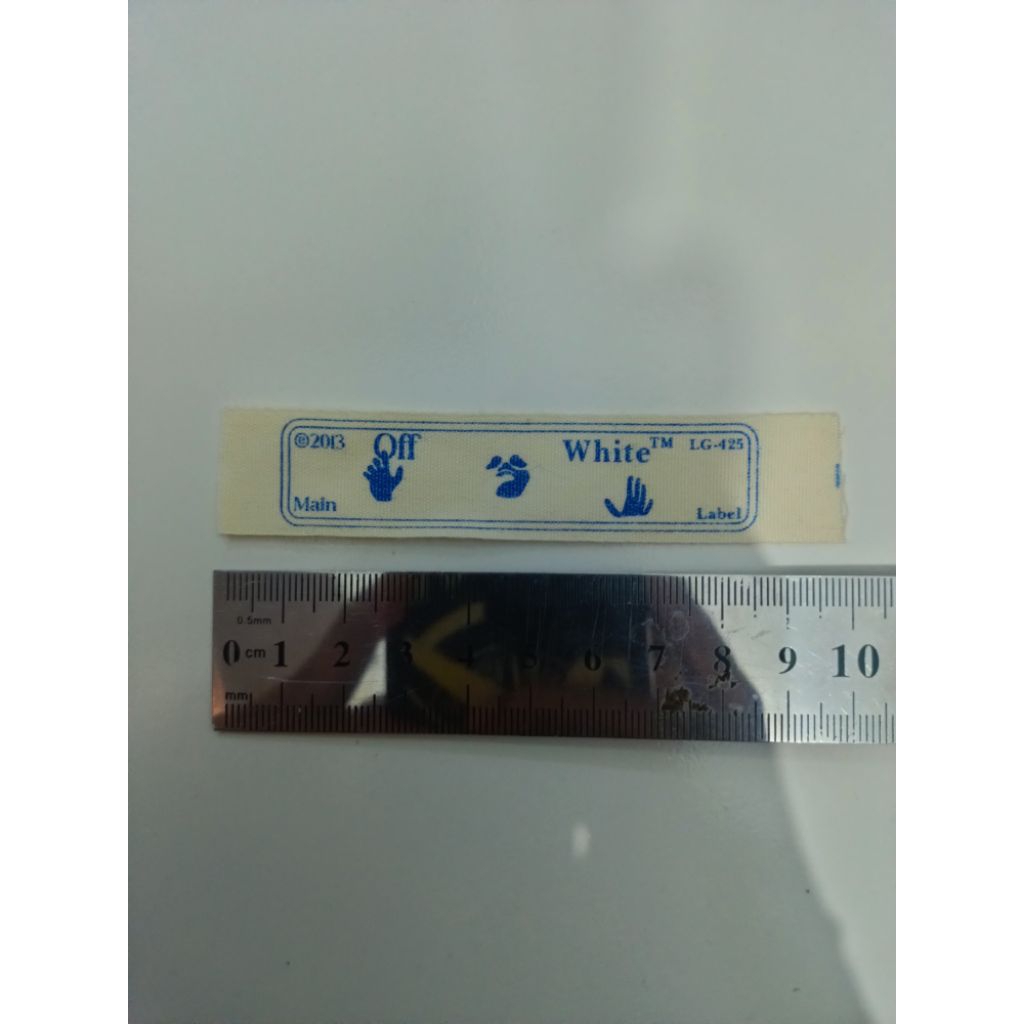 ©2013 Off White™ LG-425
Main Label
0.5mm
0 cm 1 2 3 4 5 6 7 8 9 10
mm